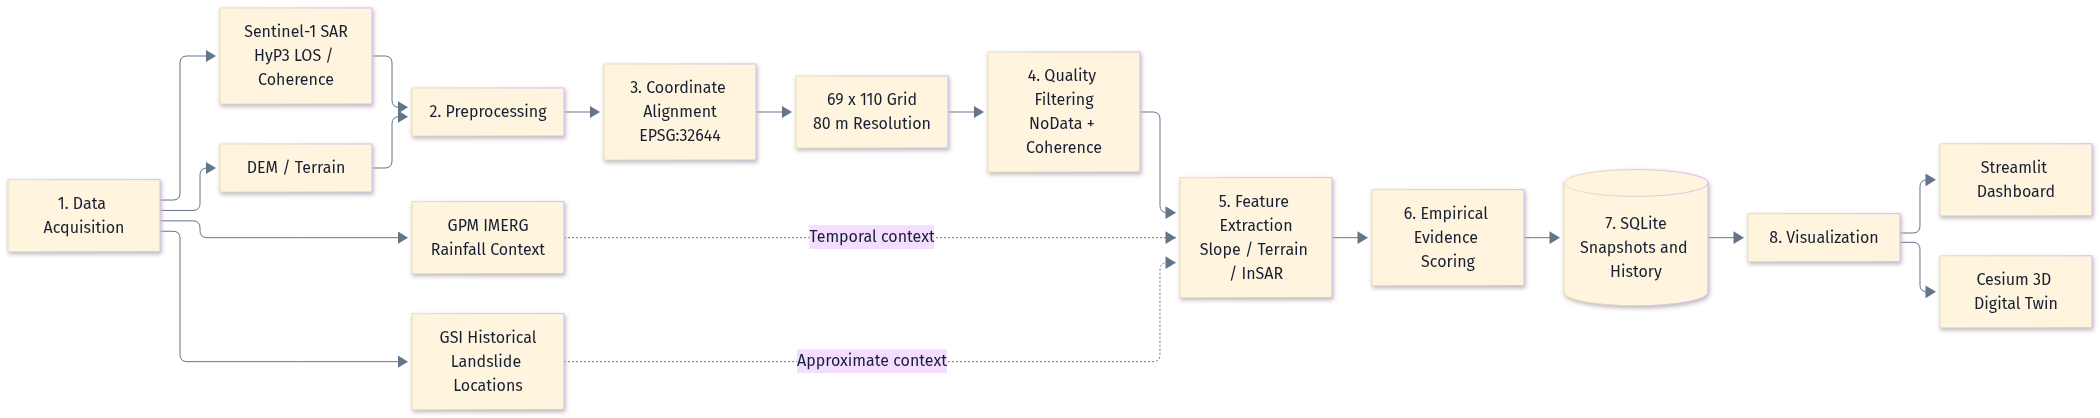 1. Data
Acquisition
Sentinel-1 SAR
HyP3 LOS /
Coherence
DEM / Terrain
GPM IMERG
Rainfall Context
GSI Historical
Landslide
Locations
2. Preprocessing
3. Coordinate
Alignment
EPSG:32644
69 x 110 Grid
80 m Resolution
4. Quality
Filtering
NoData +
Coherence
Temporal context
Approximate context
5. Feature
Extraction
Slope / Terrain
/ InSAR
6. Empirical
Evidence
Scoring
7. SQLite
Snapshots and
History
8. Visualization
Streamlit
Dashboard
Cesium 3D
Digital Twin